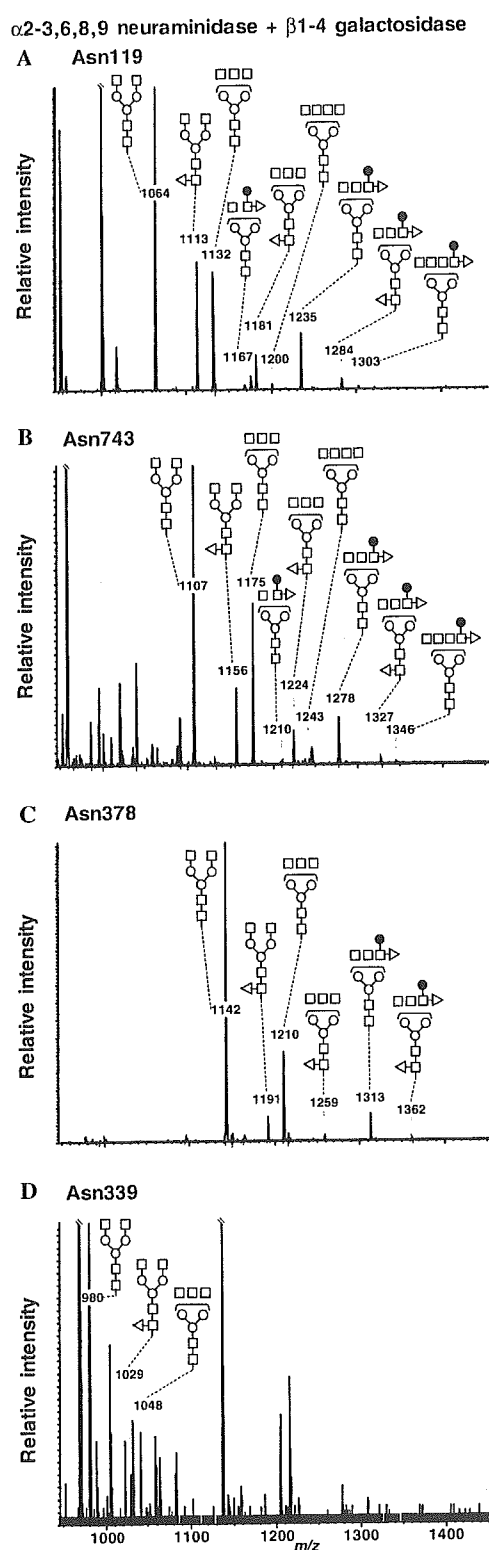 α2-3,6,8,9 neuraminidase + β1-4 galactosidase
A Asn119
Relative intensity
1064
1113
1132
1167
1181
1200
1235
1284
1303
B Asn743
Relative intensity
1107
1156
1175
1210
1224
1243
1278
1327
1346
C Asn378
Relative intensity
1142
1191
1210
1259
1313
1362
D Asn339
Relative intensity
980
1029
1048
1000 1100 1200 1300 1400
m/z